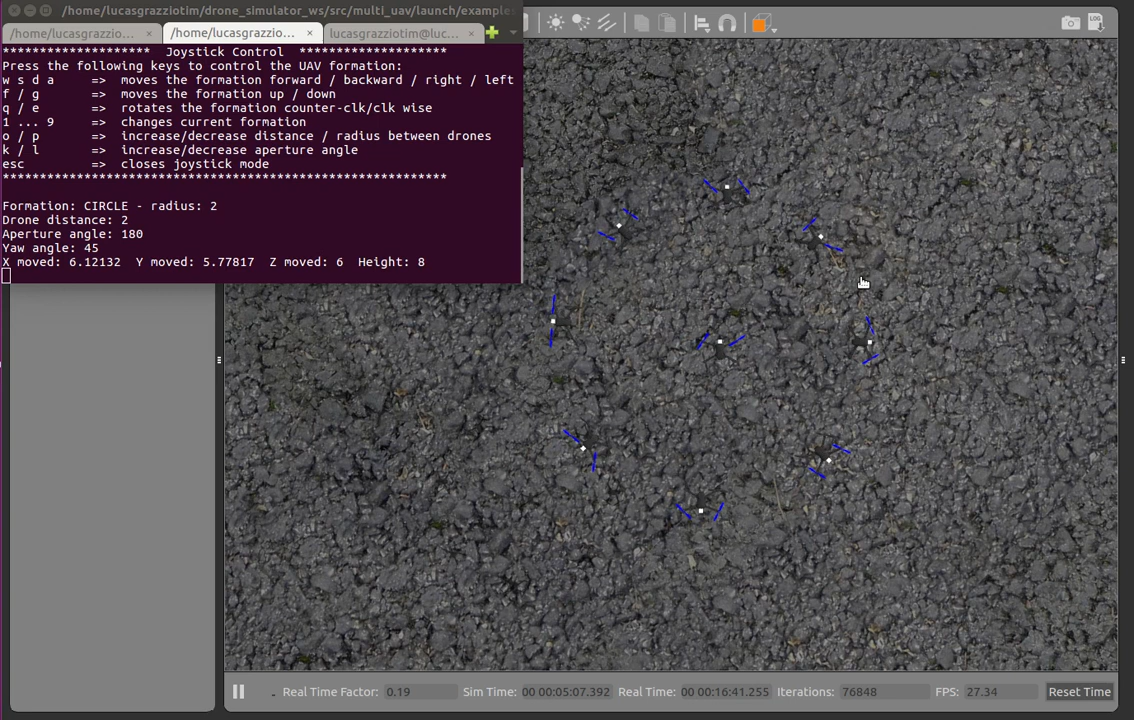 /home/lucasgrazziotim/drone_simulator_ws/src/multi_uav/launch/example
/home/lucasgrazzio... × /home/lucasgrazzio... × lucasgrazziotim@luc... ×
******************** Joystick Control ********************
Press the following keys to control the UAV formation:
w s d a => moves the formation forward / backward / right / left
f / g => moves the formation up / down
q / e => rotates the formation counter-clk/clk wise
1 ... 9 => changes current formation
o / p => increase/decrease distance / radius between drones
k / l => increase/decrease aperture angle
esc => closes joystick mode
************************************************************
Formation: CIRCLE - radius: 2
Drone distance: 2
Aperture angle: 180
Yaw angle: 45
X moved: 6.12132 Y moved: 5.77817 Z moved: 6 Height: 8
LOG
Real Time Factor: 0.19 Sim Time: 00 00:05:07.392 Real Time: 00 00:16:41.255 Iterations: 76848 FPS: 27.34 Reset Time